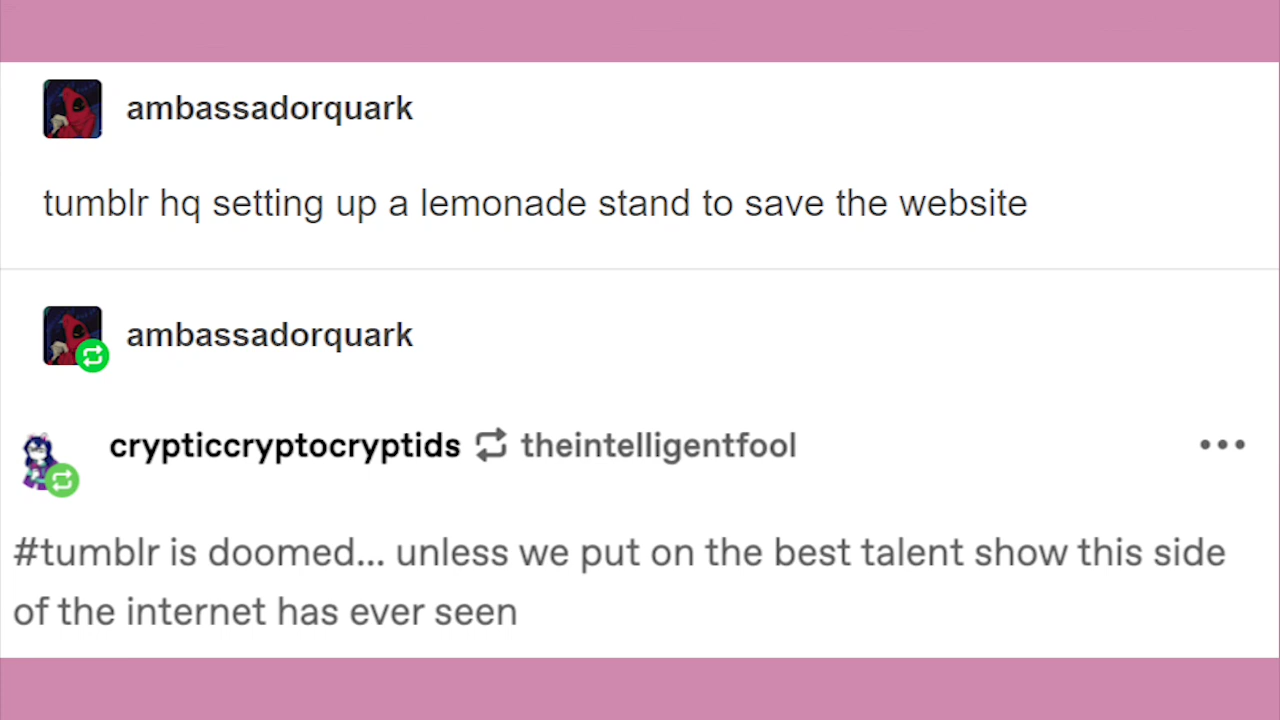 ambassadorquark
tumblr hq setting up a lemonade stand to save the website
ambassadorquark
crypticcryptocryptids theintelligentfool
#tumblr is doomed... unless we put on the best talent show this side
of the internet has ever seen